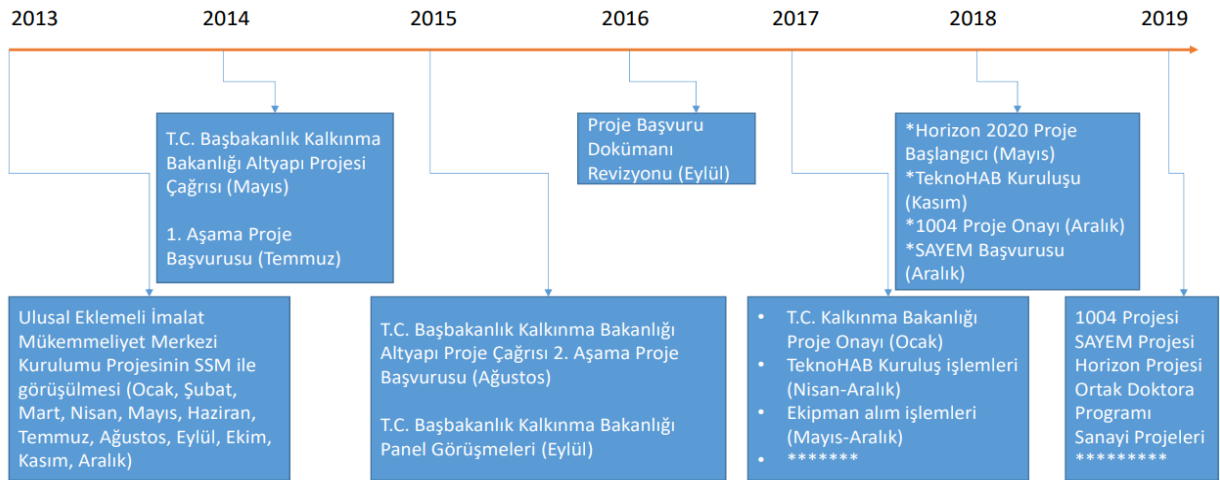 2013
2014
2015
2016
2017
2018
2019
T.C. Başbakanlık Kalkınma
Bakanlığı Altyapı Projesi
Çağrısı (Mayıs)
1. Aşama Proje
Başvurusu (Temmuz)
Proje Başvuru
Dokümanı
Revizyonu (Eylül)
*Horizon 2020 Proje
Başlangıcı (Mayıs)
*TeknoHAB Kuruluşu
(Kasım)
*1004 Proje Onayı (Aralık)
*SAYEM Başvurusu
(Aralık)
Ulusal Eklemeli İmalat
Mükemmeliyet Merkezi
Kurulumu Projesinin SSM ile
görüşülmesi (Ocak, Şubat,
Mart, Nisan, Mayıs, Haziran,
Temmuz, Ağustos, Eylül, Ekim,
Kasım, Aralık)
T.C. Başbakanlık Kalkınma Bakanlığı
Altyapı Proje Çağrısı 2. Aşama Proje
Başvurusu (Ağustos)
T.C. Başbakanlık Kalkınma Bakanlığı
Panel Görüşmeleri (Eylül)
• T.C. Kalkınma Bakanlığı
Proje Onayı (Ocak)
• TeknoHAB Kuruluş işlemleri
(Nisan-Aralık)
• Ekipman alım işlemleri
(Mayıs-Aralık)
• *******
1004 Projesi
SAYEM Projesi
Horizon Projesi
Ortak Doktora
Programı
Sanayi Projeleri
*********